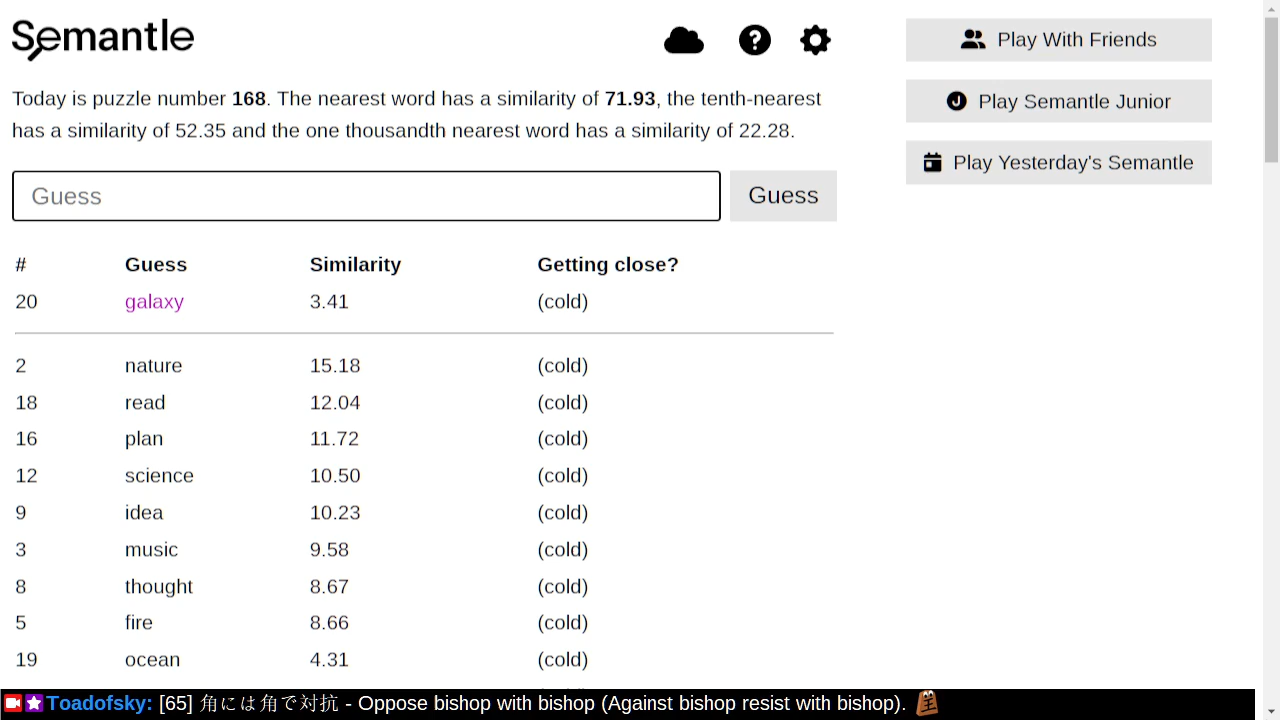 Semantle
Play With Friends
Today is puzzle number 168. The nearest word has a similarity of 71.93, the tenth-nearest
has a similarity of 52.35 and the one thousandth nearest word has a similarity of 22.28.
Play Semantle Junior
Play Yesterday's Semantle
Guess Guess
# Guess Similarity Getting close?
20 galaxy 3.41 (cold)
2 nature 15.18 (cold)
18 read 12.04 (cold)
16 plan 11.72 (cold)
12 science 10.50 (cold)
9 idea 10.23 (cold)
3 music 9.58 (cold)
8 thought 8.67 (cold)
5 fire 8.66 (cold)
19 ocean 4.31 (cold)
Toadofsky: [65] 角には角で対抗 - Oppose bishop with bishop (Against bishop resist with bishop).